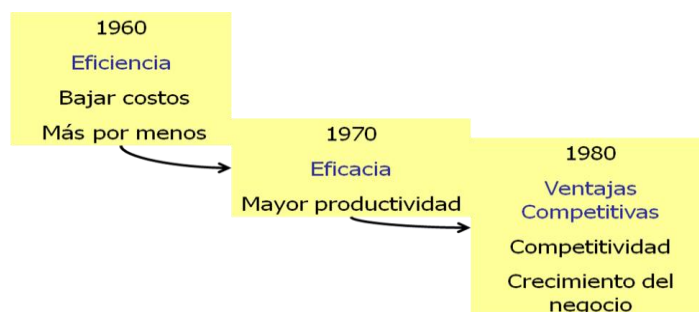 1960
Eficiencia
Bajar costos
Más por menos
1970
Eficacia
Mayor productividad
1980
Ventajas
Competitivas
Competitividad
Crecimiento del
negocio